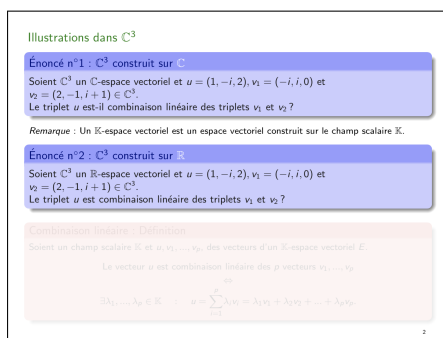 Illustrations dans ℂ³
Énoncé n°1 : ℂ³ construit sur ℂ
Soient ℂ³ un ℂ-espace vectoriel et u = (1, −i, 2), v₁ = (−i, i, 0) et
v₂ = (2, −1, i + 1) ∈ ℂ³.
Le triplet u est-il combinaison linéaire des triplets v₁ et v₂ ?
Remarque : Un 𝕂-espace vectoriel est un espace vectoriel construit sur le champ scalaire 𝕂.
Énoncé n°2 : ℂ³ construit sur ℝ
Soient ℂ³ un ℝ-espace vectoriel et u = (1, −i, 2), v₁ = (−i, i, 0) et
v₂ = (2, −1, i + 1) ∈ ℂ³.
Le triplet u est combinaison linéaire des triplets v₁ et v₂ ?
Combinaison linéaire : Définition
Soient un champ scalaire 𝕂 et u, v₁, ..., vₚ, des vecteurs d'un 𝕂-espace vectoriel E.
Le vecteur u est combinaison linéaire des p vecteurs v₁, ..., vₚ
⇔
∃λ₁, ..., λₚ ∈ 𝕂 : u = ∑ᵢ₌₁ᵖ λᵢvᵢ = λ₁v₁ + λ₂v₂ + ... + λₚvₚ
2